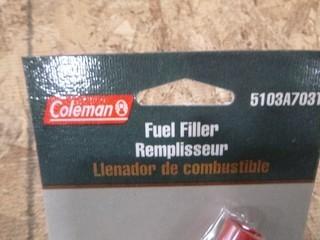 Coleman
5103A703T
Fuel Filler
Remplisseur
Llenador de combustible